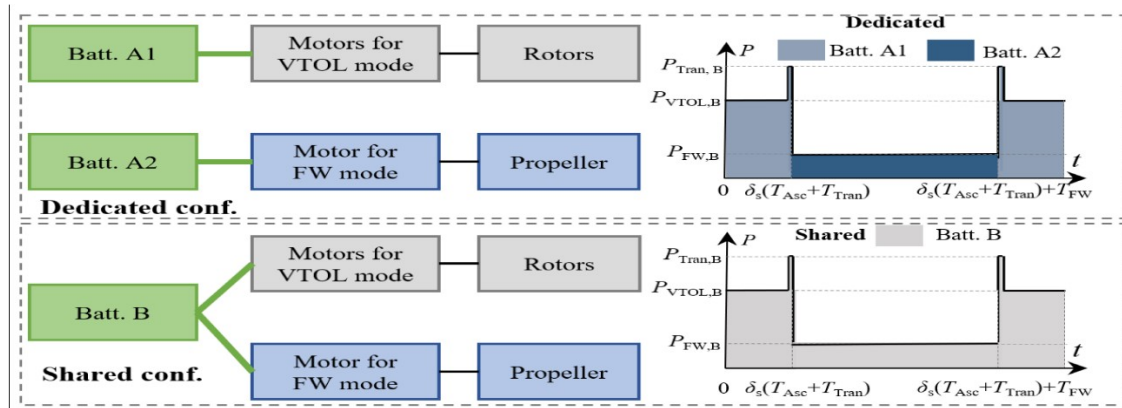 Batt. A1
Motors for
VTOL mode
Rotors
Batt. A2
Motor for
FW mode
Propeller
Dedicated conf.
Dedicated
P
Batt. A1
Batt. A2
P_Tran, B
P_VTOL,B
P_FW,B
t
0
δ_s(T_Asc+T_Tran)
δ_s(T_Asc+T_Tran)+T_FW
Batt. B
Motors for
VTOL mode
Rotors
Motor for
FW mode
Propeller
Shared conf.
P
Shared
Batt. B
P_Tran,B
P_VTOL,B
P_FW,B
t
0
δ_s(T_Asc+T_Tran)
δ_s(T_Asc+T_Tran)+T_FW